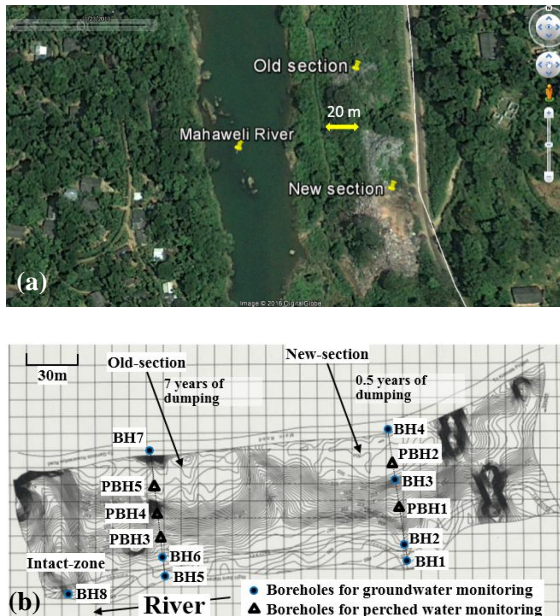 Old section
20 m
Mahaweli River
New section
(a)
Image © 2016 DigitalGlobe
30m
Old-section
7 years of
dumping
New-section
0.5 years of
dumping
BH7
BH4
PBH2
BH3
PBH5
PBH4
PBH1
PBH3
BH6
BH2
BH5
BH1
Intact-zone
BH8
River
(b)
Boreholes for groundwater monitoring
Boreholes for perched water monitoring